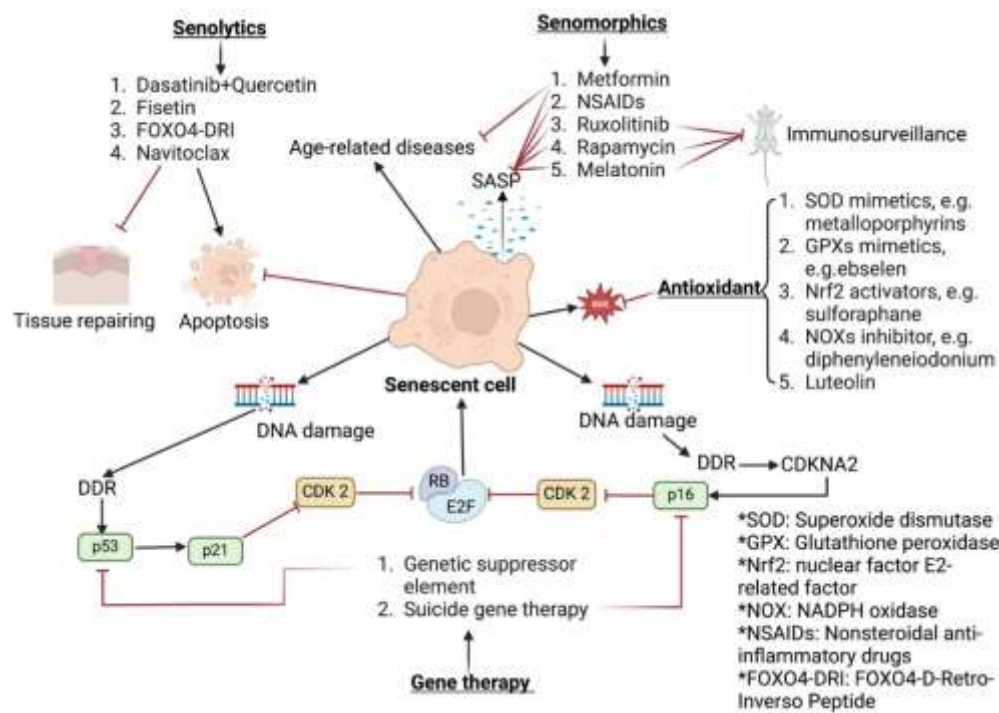 Senolytics
1. Dasatinib+Quercetin
2. Fisetin
3. FOXO4-DRI
4. Navitoclax
Senomorphics
1. Metformin
2. NSAIDs
3. Ruxolitinib
4. Rapamycin
5. Melatonin
Immunosurveillance
Age-related diseases
SASP
Tissue repairing
Apoptosis
Antioxidant
1. SOD mimetics, e.g.
metalloporphyrins
2. GPXs mimetics,
e.g.ebselen
3. Nrf2 activators, e.g.
sulforaphane
4. NOXs inhibitor, e.g.
diphenyleneiodonium
5. Luteolin
Senescent cell
DNA damage
DNA damage
DDR
DDR
CDKNA2
CDK 2
RB
E2F
CDK 2
p16
p53
p21
1. Genetic suppressor
element
2. Suicide gene therapy
Gene therapy
*SOD: Superoxide dismutase
*GPX: Glutathione peroxidase
*Nrf2: nuclear factor E2-
related factor
*NOX: NADPH oxidase
*NSAIDs: Nonsteroidal anti-
inflammatory drugs
*FOXO4-DRI: FOXO4-D-Retro-
Inverso Peptide